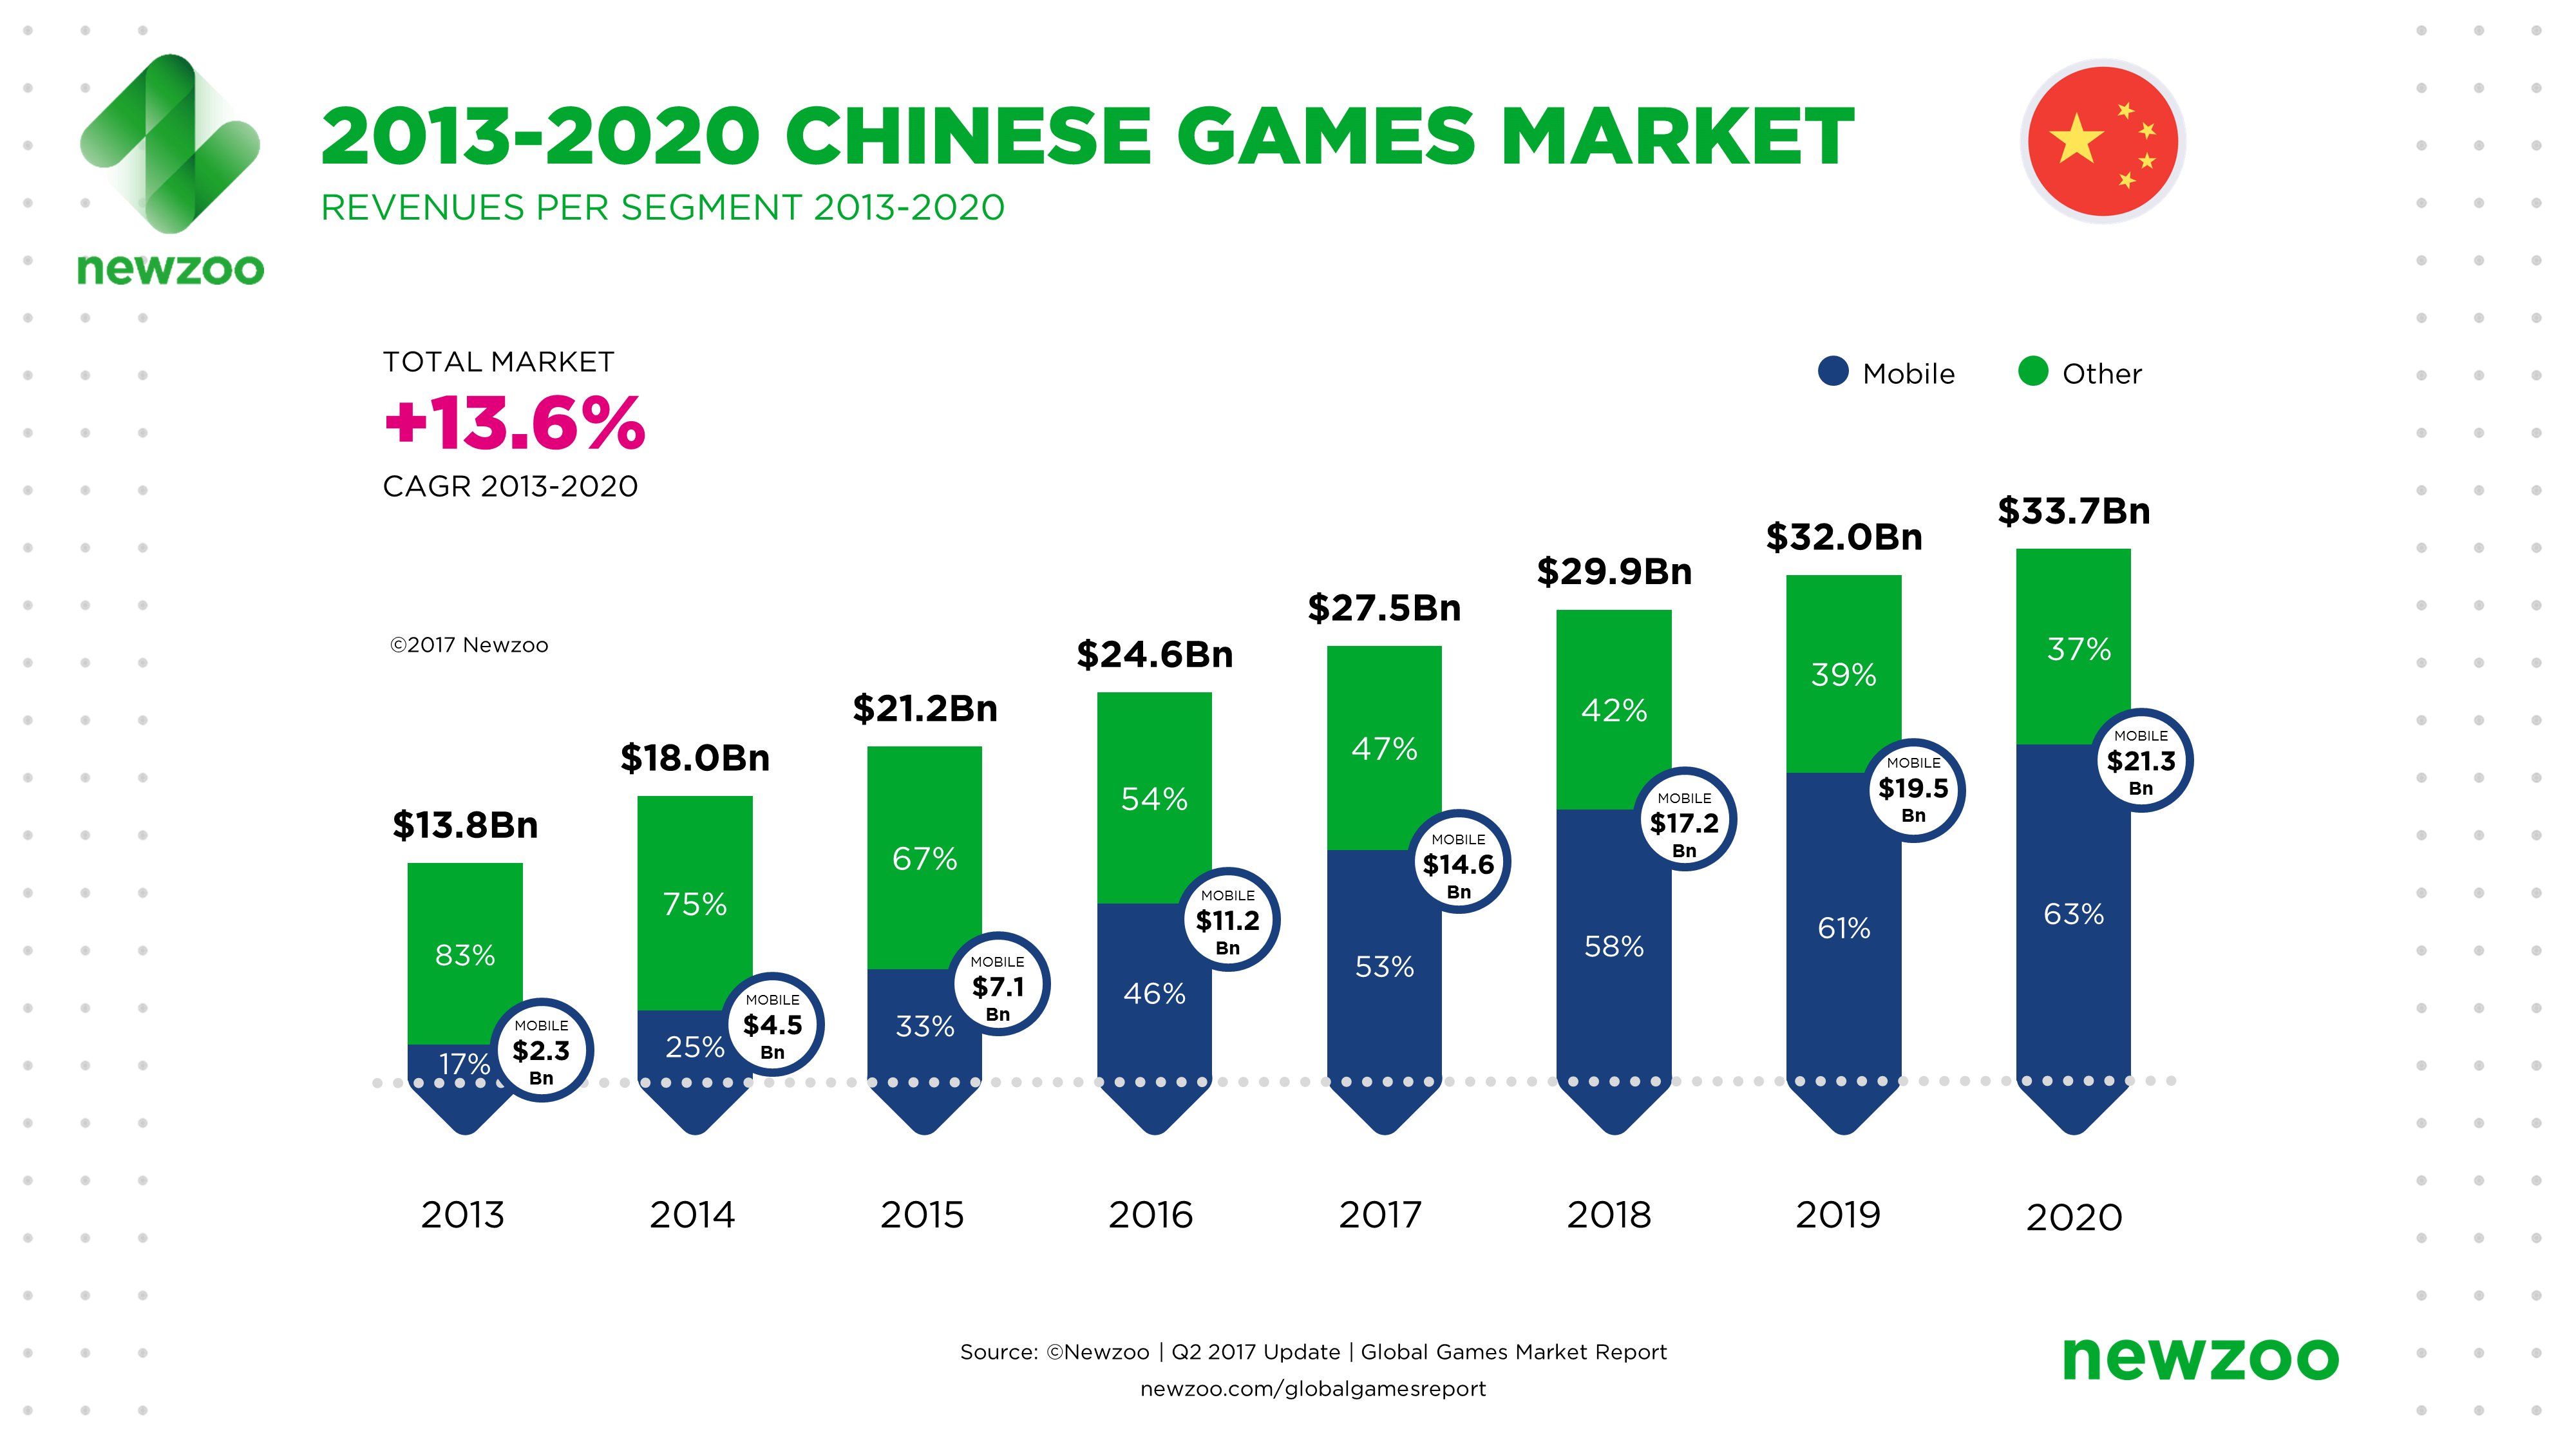 newzoo
2013-2020 CHINESE GAMES MARKET
REVENUES PER SEGMENT 2013-2020
TOTAL MARKET
+13.6%
CAGR 2013-2020
Mobile
Other
©2017 Newzoo
$13.8Bn
83%
17%
MOBILE
$2.3
Bn
$18.0Bn
75%
25%
MOBILE
$4.5
Bn
$21.2Bn
67%
33%
MOBILE
$7.1
Bn
$24.6Bn
54%
46%
MOBILE
$11.2
Bn
$27.5Bn
47%
53%
MOBILE
$14.6
Bn
$29.9Bn
42%
58%
MOBILE
$17.2
Bn
$32.0Bn
39%
61%
MOBILE
$19.5
Bn
$33.7Bn
37%
63%
MOBILE
$21.3
Bn
2013
2014
2015
2016
2017
2018
2019
2020
Source: ©Newzoo | Q2 2017 Update | Global Games Market Report
newzoo.com/globalgamesreport
newzoo